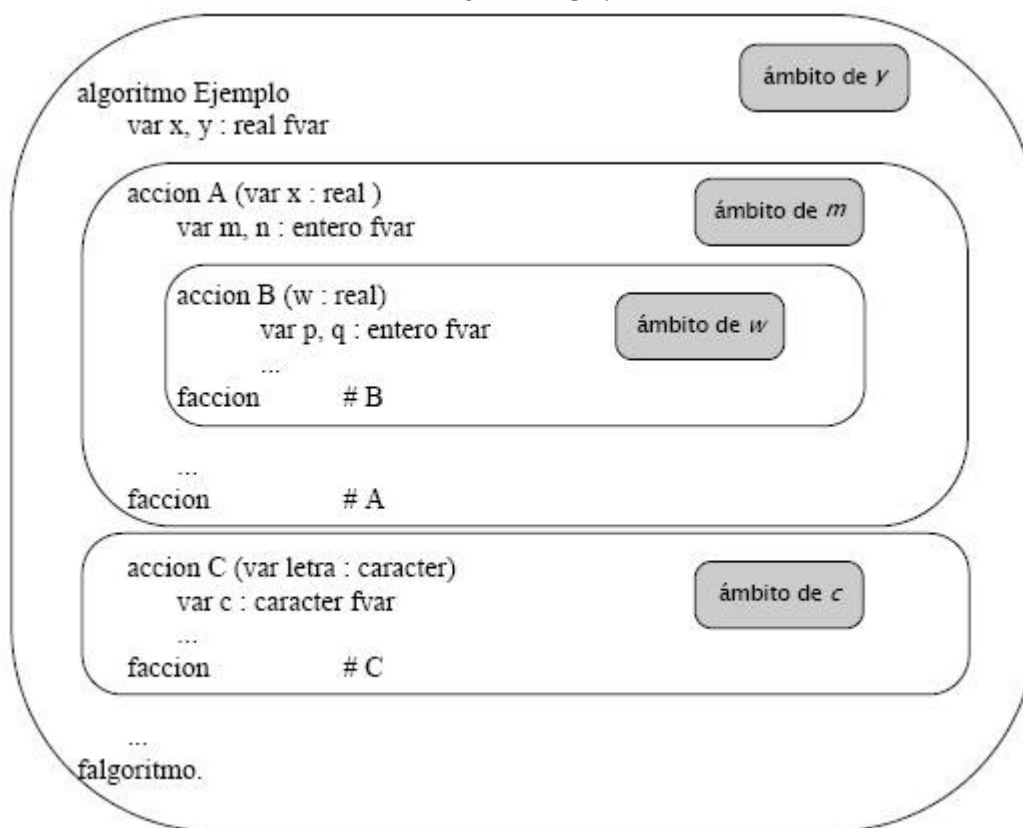 ámbito de y
algoritmo Ejemplo
var x, y : real fvar
accion A (var x : real )
ámbito de m
var m, n : entero fvar
accion B (w : real)
ámbito de w
var p, q : entero fvar
...
faccion # B
...
faccion # A
accion C (var letra : caracter)
ámbito de c
var c : caracter fvar
...
faccion # C
...
falgoritmo.